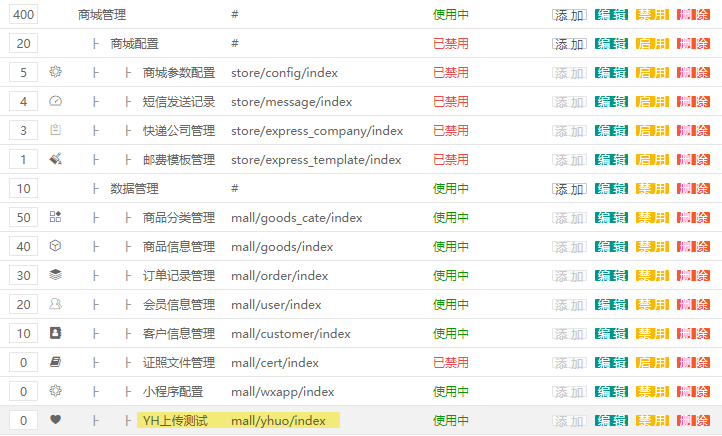 400 商城管理 # 使用中 添 加 编 辑 禁 用 删 除
20 ├ 商城配置 # 已禁用 添 加 编 辑 启 用 删 除
5 ├ ├ 商城参数配置 store/config/index 已禁用 添 加 编 辑 启 用 删 除
4 ├ ├ 短信发送记录 store/message/index 已禁用 添 加 编 辑 启 用 删 除
3 ├ ├ 快递公司管理 store/express_company/index 已禁用 添 加 编 辑 启 用 删 除
1 ├ ├ 邮费模板管理 store/express_template/index 已禁用 添 加 编 辑 启 用 删 除
10 ├ 数据管理 # 使用中 添 加 编 辑 禁 用 删 除
50 ├ ├ 商品分类管理 mall/goods_cate/index 使用中 添 加 编 辑 禁 用 删 除
40 ├ ├ 商品信息管理 mall/goods/index 使用中 添 加 编 辑 禁 用 删 除
30 ├ ├ 订单记录管理 mall/order/index 使用中 添 加 编 辑 禁 用 删 除
20 ├ ├ 会员信息管理 mall/user/index 使用中 添 加 编 辑 禁 用 删 除
10 ├ ├ 客户信息管理 mall/customer/index 使用中 添 加 编 辑 禁 用 删 除
0 ├ ├ 证照文件管理 mall/cert/index 已禁用 添 加 编 辑 启 用 删 除
0 ├ ├ 小程序配置 mall/wxapp/index 使用中 添 加 编 辑 禁 用 删 除
0 ├ ├ YH上传测试 mall/yhuo/index 使用中 添 加 编 辑 禁 用 删 除